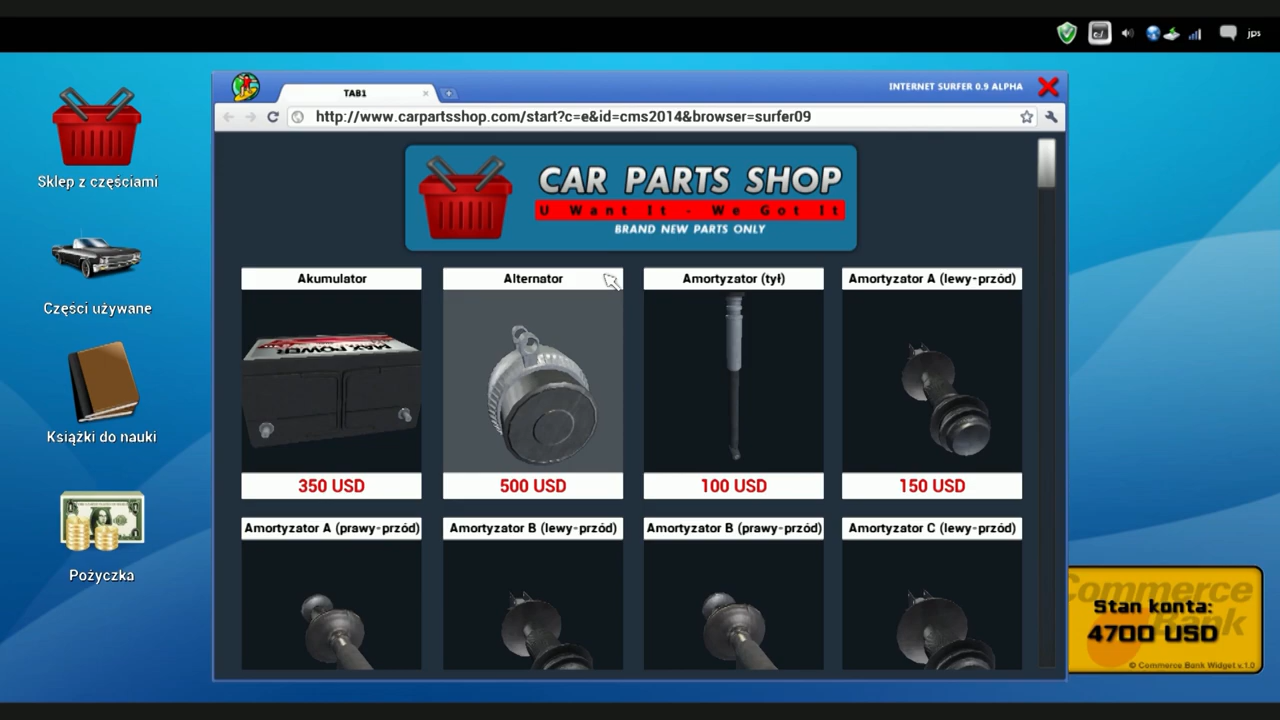 jps
TAB1
INTERNET SURFER 0.9 ALPHA
http://www.carpartsshop.com/start?c=e&id=cms2014&browser=surfer09
CAR PARTS SHOP
U Want It - We Got It
BRAND NEW PARTS ONLY
Sklep z częściami
Części używane
Książki do nauki
Pożyczka
Akumulator
Alternator
Amortyzator (tył)
Amortyzator A (lewy-przód)
MAX POWER
350 USD
500 USD
100 USD
150 USD
Amortyzator A (prawy-przód)
Amortyzator B (lewy-przód)
Amortyzator B (prawy-przód)
Amortyzator C (lewy-przód)
Commerce
Bank
Stan konta:
4700 USD
© Commerce Bank Widget v.1.0